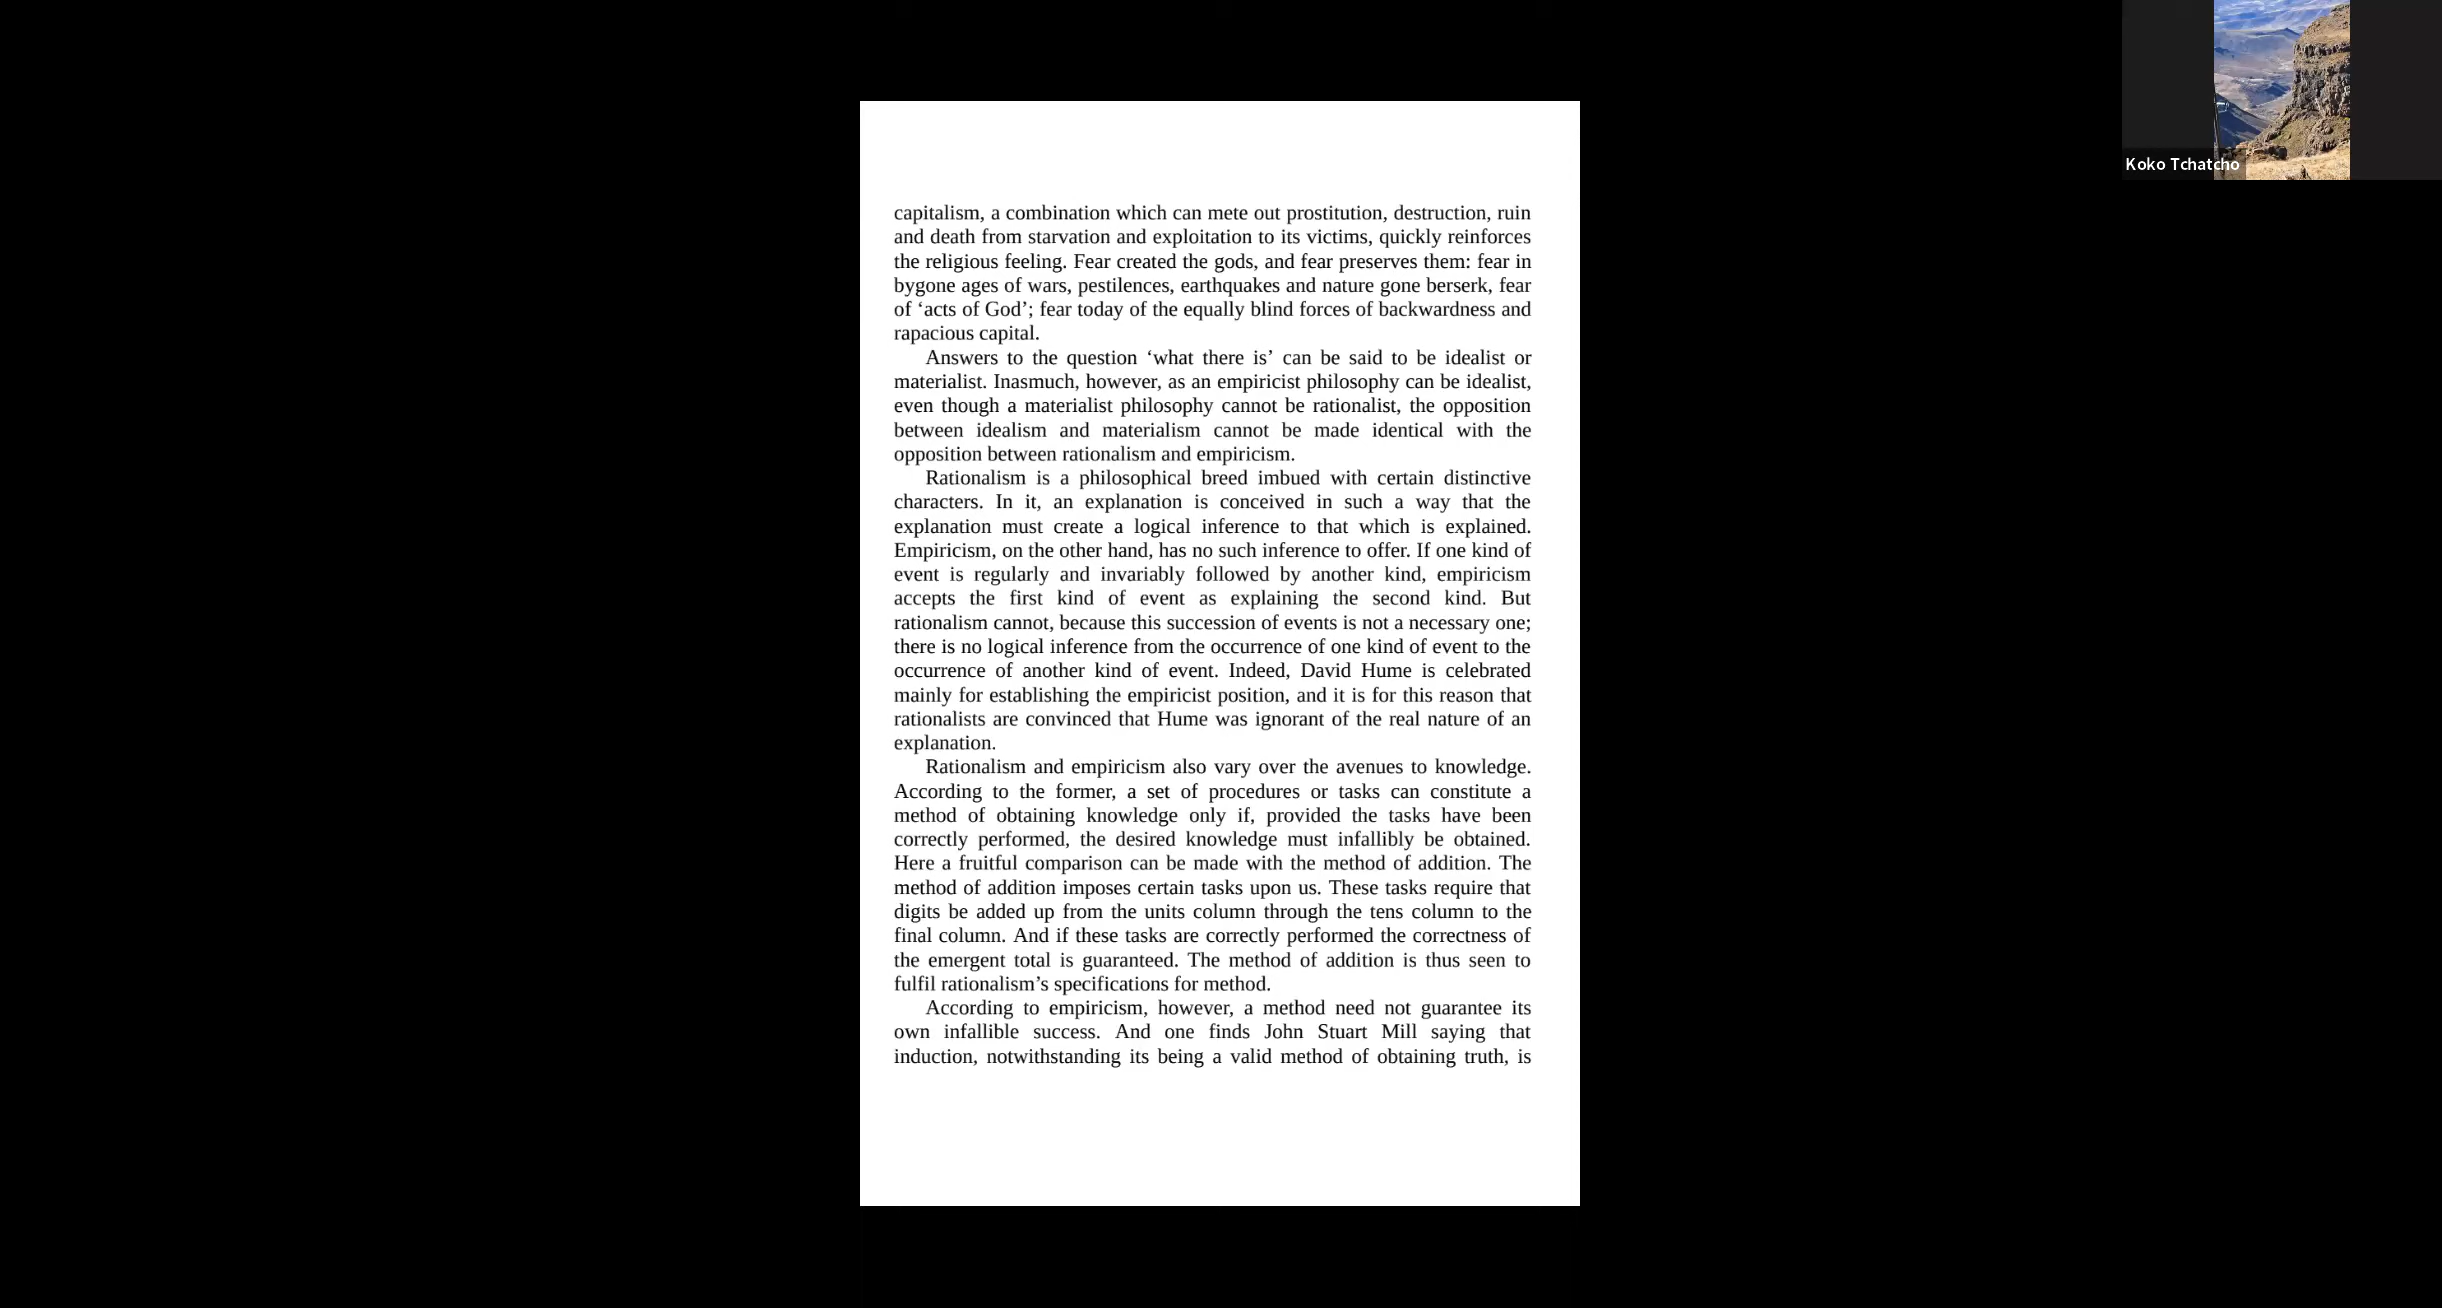 capitalism, a combination which can mete out prostitution, destruction, ruin
and death from starvation and exploitation to its victims, quickly reinforces
the religious feeling. Fear created the gods, and fear preserves them: fear in
bygone ages of wars, pestilences, earthquakes and nature gone berserk, fear
of ‘acts of God’; fear today of the equally blind forces of backwardness and
rapacious capital.
Answers to the question ‘what there is’ can be said to be idealist or
materialist. Inasmuch, however, as an empiricist philosophy can be idealist,
even though a materialist philosophy cannot be rationalist, the opposition
between idealism and materialism cannot be made identical with the
opposition between rationalism and empiricism.
Rationalism is a philosophical breed imbued with certain distinctive
characters. In it, an explanation is conceived in such a way that the
explanation must create a logical inference to that which is explained.
Empiricism, on the other hand, has no such inference to offer. If one kind of
event is regularly and invariably followed by another kind, empiricism
accepts the first kind of event as explaining the second kind. But
rationalism cannot, because this succession of events is not a necessary one;
there is no logical inference from the occurrence of one kind of event to the
occurrence of another kind of event. Indeed, David Hume is celebrated
mainly for establishing the empiricist position, and it is for this reason that
rationalists are convinced that Hume was ignorant of the real nature of an
explanation.
Rationalism and empiricism also vary over the avenues to knowledge.
According to the former, a set of procedures or tasks can constitute a
method of obtaining knowledge only if, provided the tasks have been
correctly performed, the desired knowledge must infallibly be obtained.
Here a fruitful comparison can be made with the method of addition. The
method of addition imposes certain tasks upon us. These tasks require that
digits be added up from the units column through the tens column to the
final column. And if these tasks are correctly performed the correctness of
the emergent total is guaranteed. The method of addition is thus seen to
fulfil rationalism’s specifications for method.
According to empiricism, however, a method need not guarantee its
own infallible success. And one finds John Stuart Mill saying that
induction, notwithstanding its being a valid method of obtaining truth, is
Koko Tchatcho